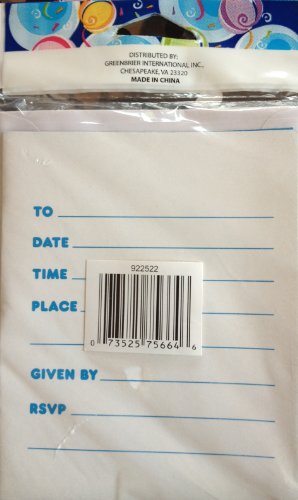 DISTRIBUTED BY:
GREENBRIER INTERNATIONAL, INC.,
CHESAPEAKE, VA 23320
MADE IN CHINA
TO
DATE
TIME
922522
PLACE
0 73525 75664 6
GIVEN BY
RSVP